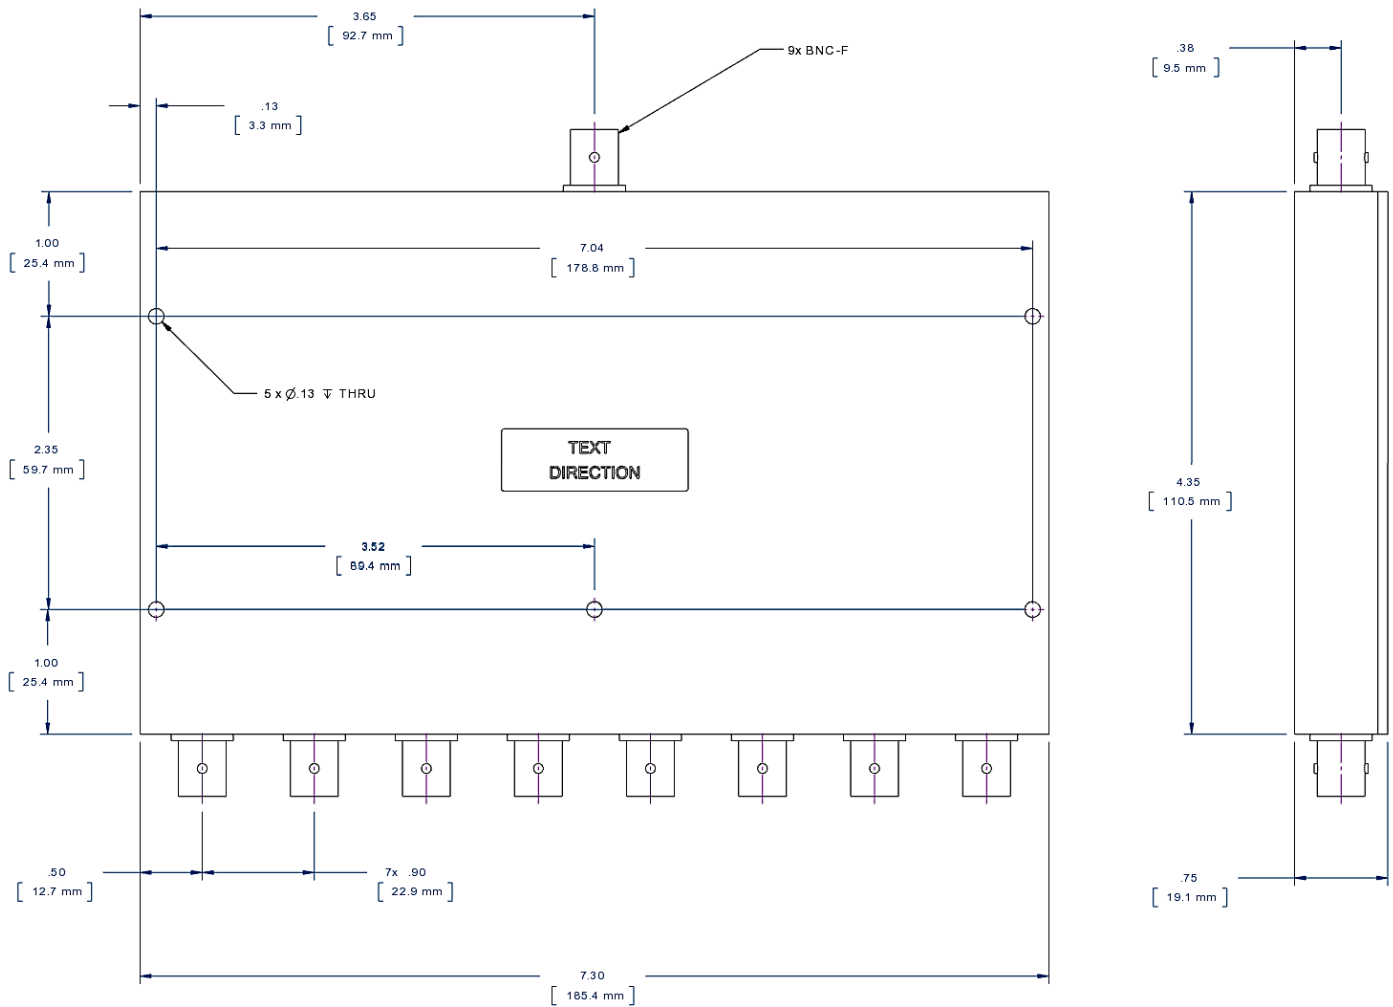 3.65
[ 92.7 mm ]
9x BNC-F
.38
[ 9.5 mm ]
.13
[ 3.3 mm ]
1.00
[ 25.4 mm ]
7.04
[ 178.8 mm ]
5 x Ø.13 ↧ THRU
TEXT
DIRECTION
2.35
[ 59.7 mm ]
4.35
[ 110.5 mm ]
3.52
[ 89.4 mm ]
1.00
[ 25.4 mm ]
.50
[ 12.7 mm ]
7x .90
[ 22.9 mm ]
.75
[ 19.1 mm ]
7.30
[ 185.4 mm ]